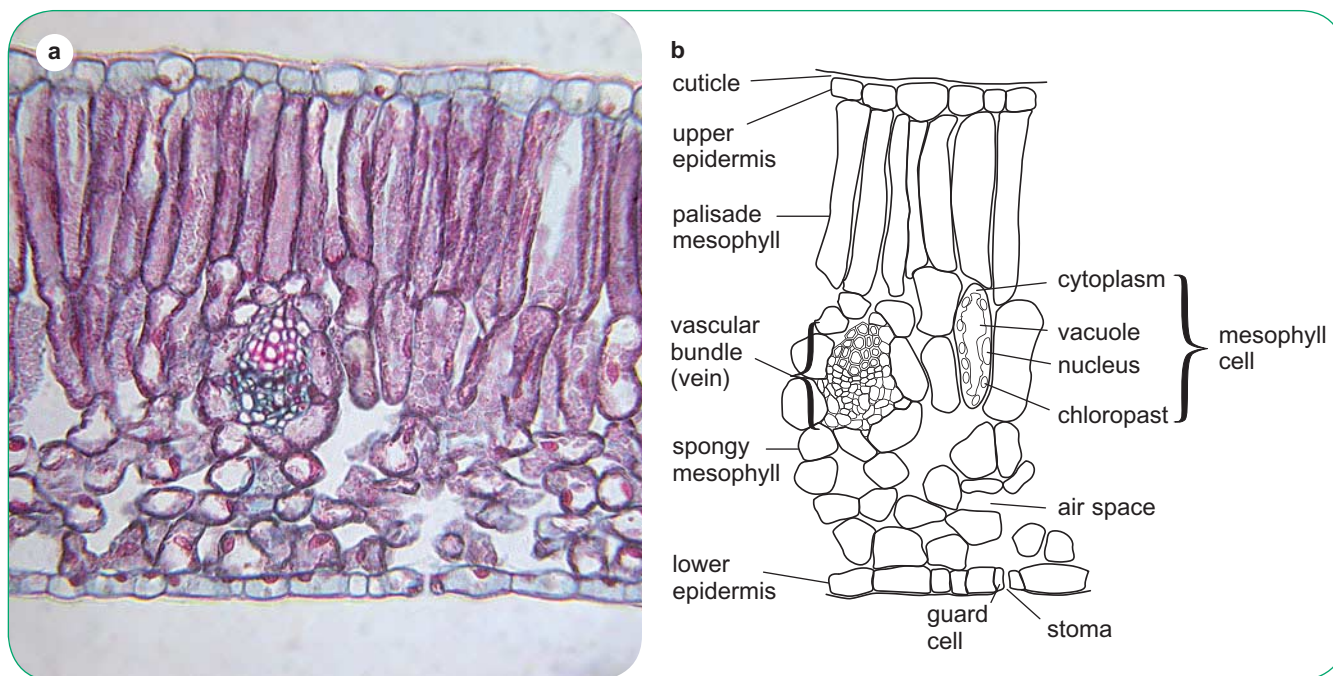 a
b
cuticle
upper
epidermis
palisade
mesophyll
cytoplasm
vacuole
nucleus
chloropast
mesophyll
cell
vascular
bundle
(vein)
spongy
mesophyll
air space
lower
epidermis
guard
cell
stoma